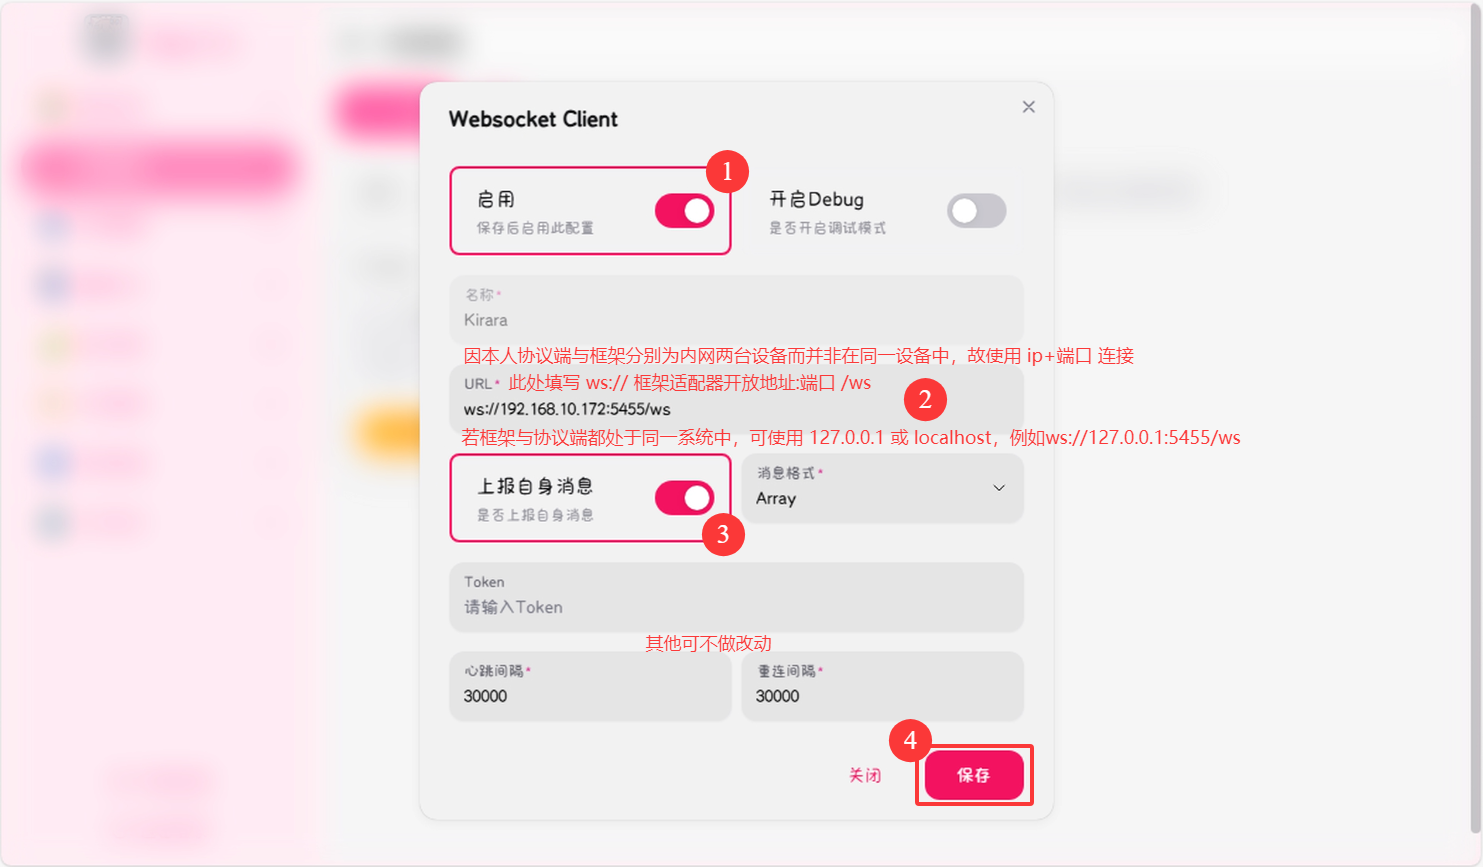 Websocket Client
1
启用
保存后启用此配置
开启Debug
是否开启调试模式
名称*
Kirara
因本人协议端与框架分别为内网两台设备而并非在同一设备中，故使用 ip+端口 连接
URL* 此处填写 ws:// 框架适配器开放地址:端口 /ws
ws://192.168.10.172:5455/ws
2
若框架与协议端都处于同一系统中，可使用 127.0.0.1 或 localhost，例如ws://127.0.0.1:5455/ws
上报自身消息
是否上报自身消息
3
消息格式*
Array
Token
请输入Token
其他可不做改动
心跳间隔*
30000
重连间隔*
30000
4
关闭
保存